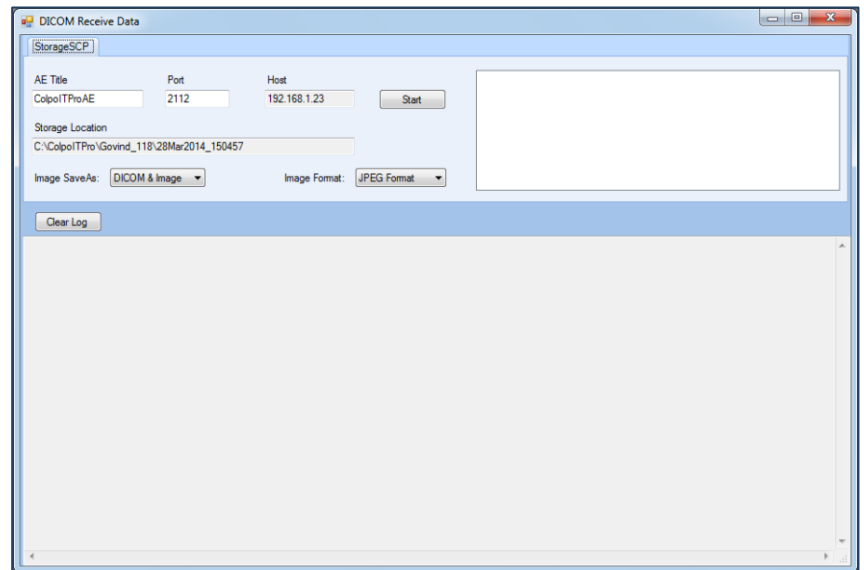 DICOM Receive Data
StorageSCP
AE Title Port Host
ColpoITProAE 2112 192.168.1.23 Start
Storage Location
C:\ColpoITPro\Govind_118\28Mar2014_150457
Image SaveAs: DICOM & Image Image Format: JPEG Format
Clear Log